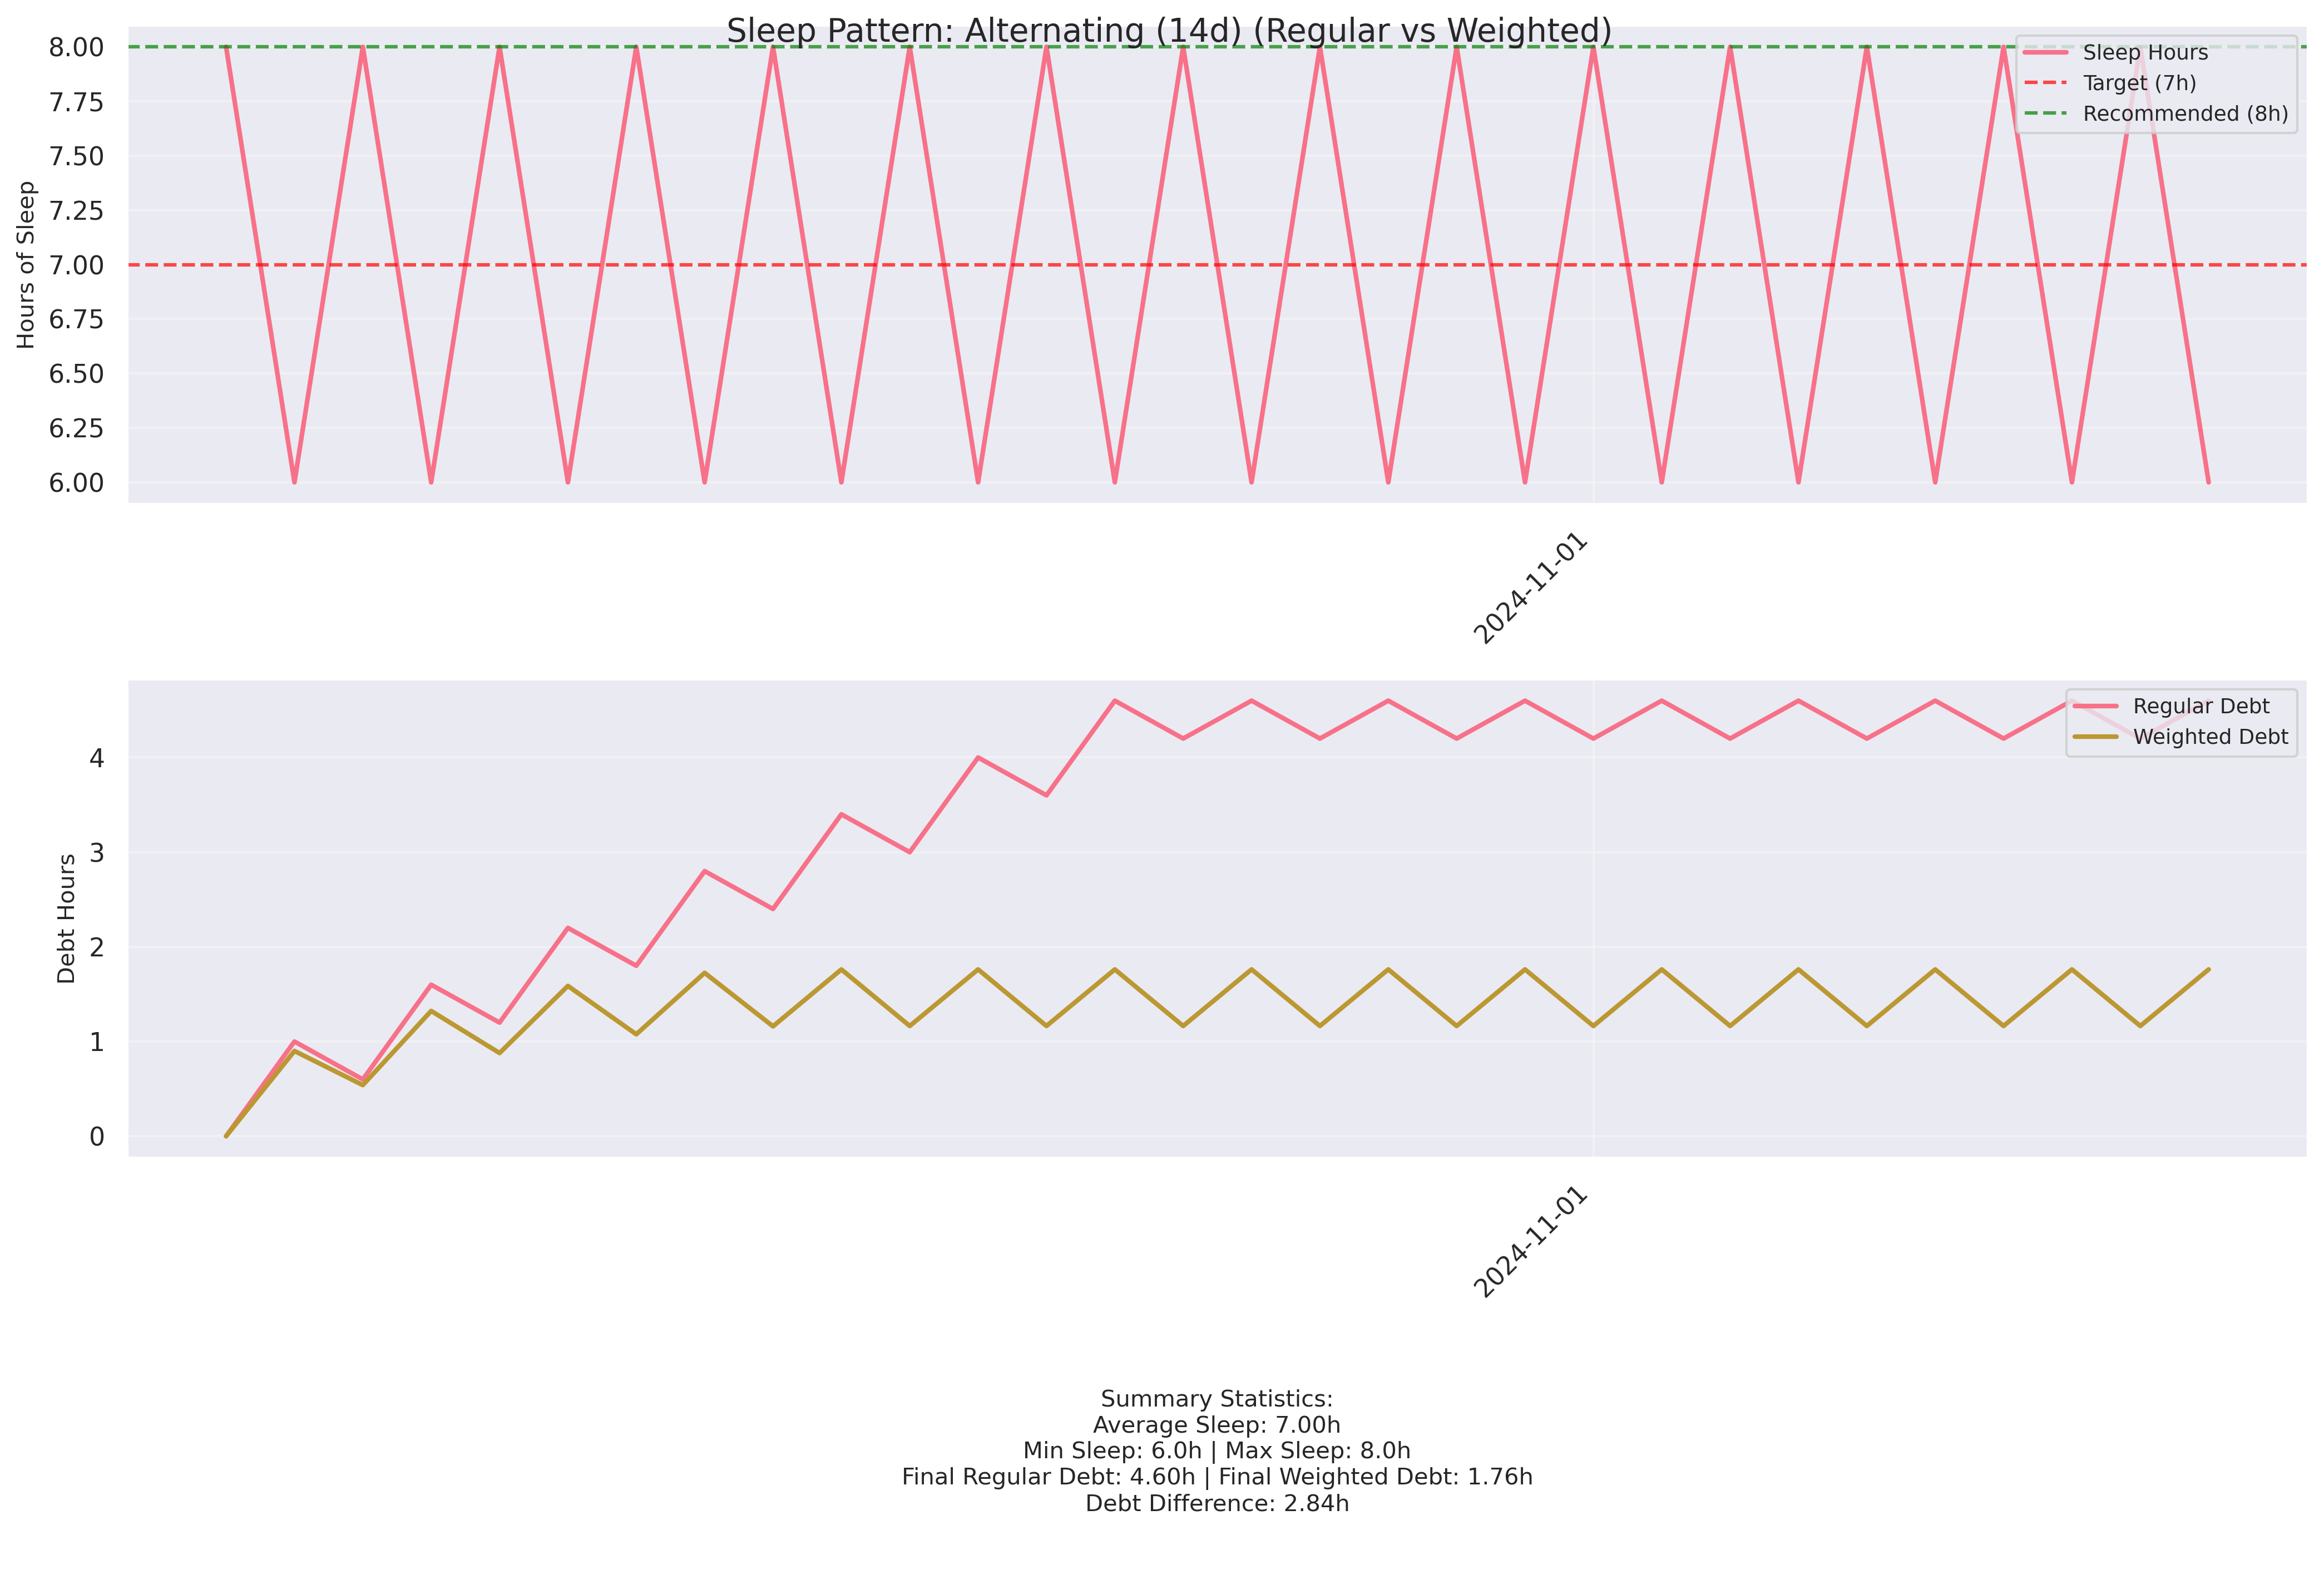 Sleep Pattern: Alternating (14d) (Regular vs Weighted)
Hours of Sleep
8.00
7.75
7.50
7.25
7.00
6.75
6.50
6.25
6.00
Sleep Hours
Target (7h)
Recommended (8h)
2024-11-01
Debt Hours
4
3
2
1
0
Regular Debt
Weighted Debt
2024-11-01
Summary Statistics:
Average Sleep: 7.00h
Min Sleep: 6.0h | Max Sleep: 8.0h
Final Regular Debt: 4.60h | Final Weighted Debt: 1.76h
Debt Difference: 2.84h